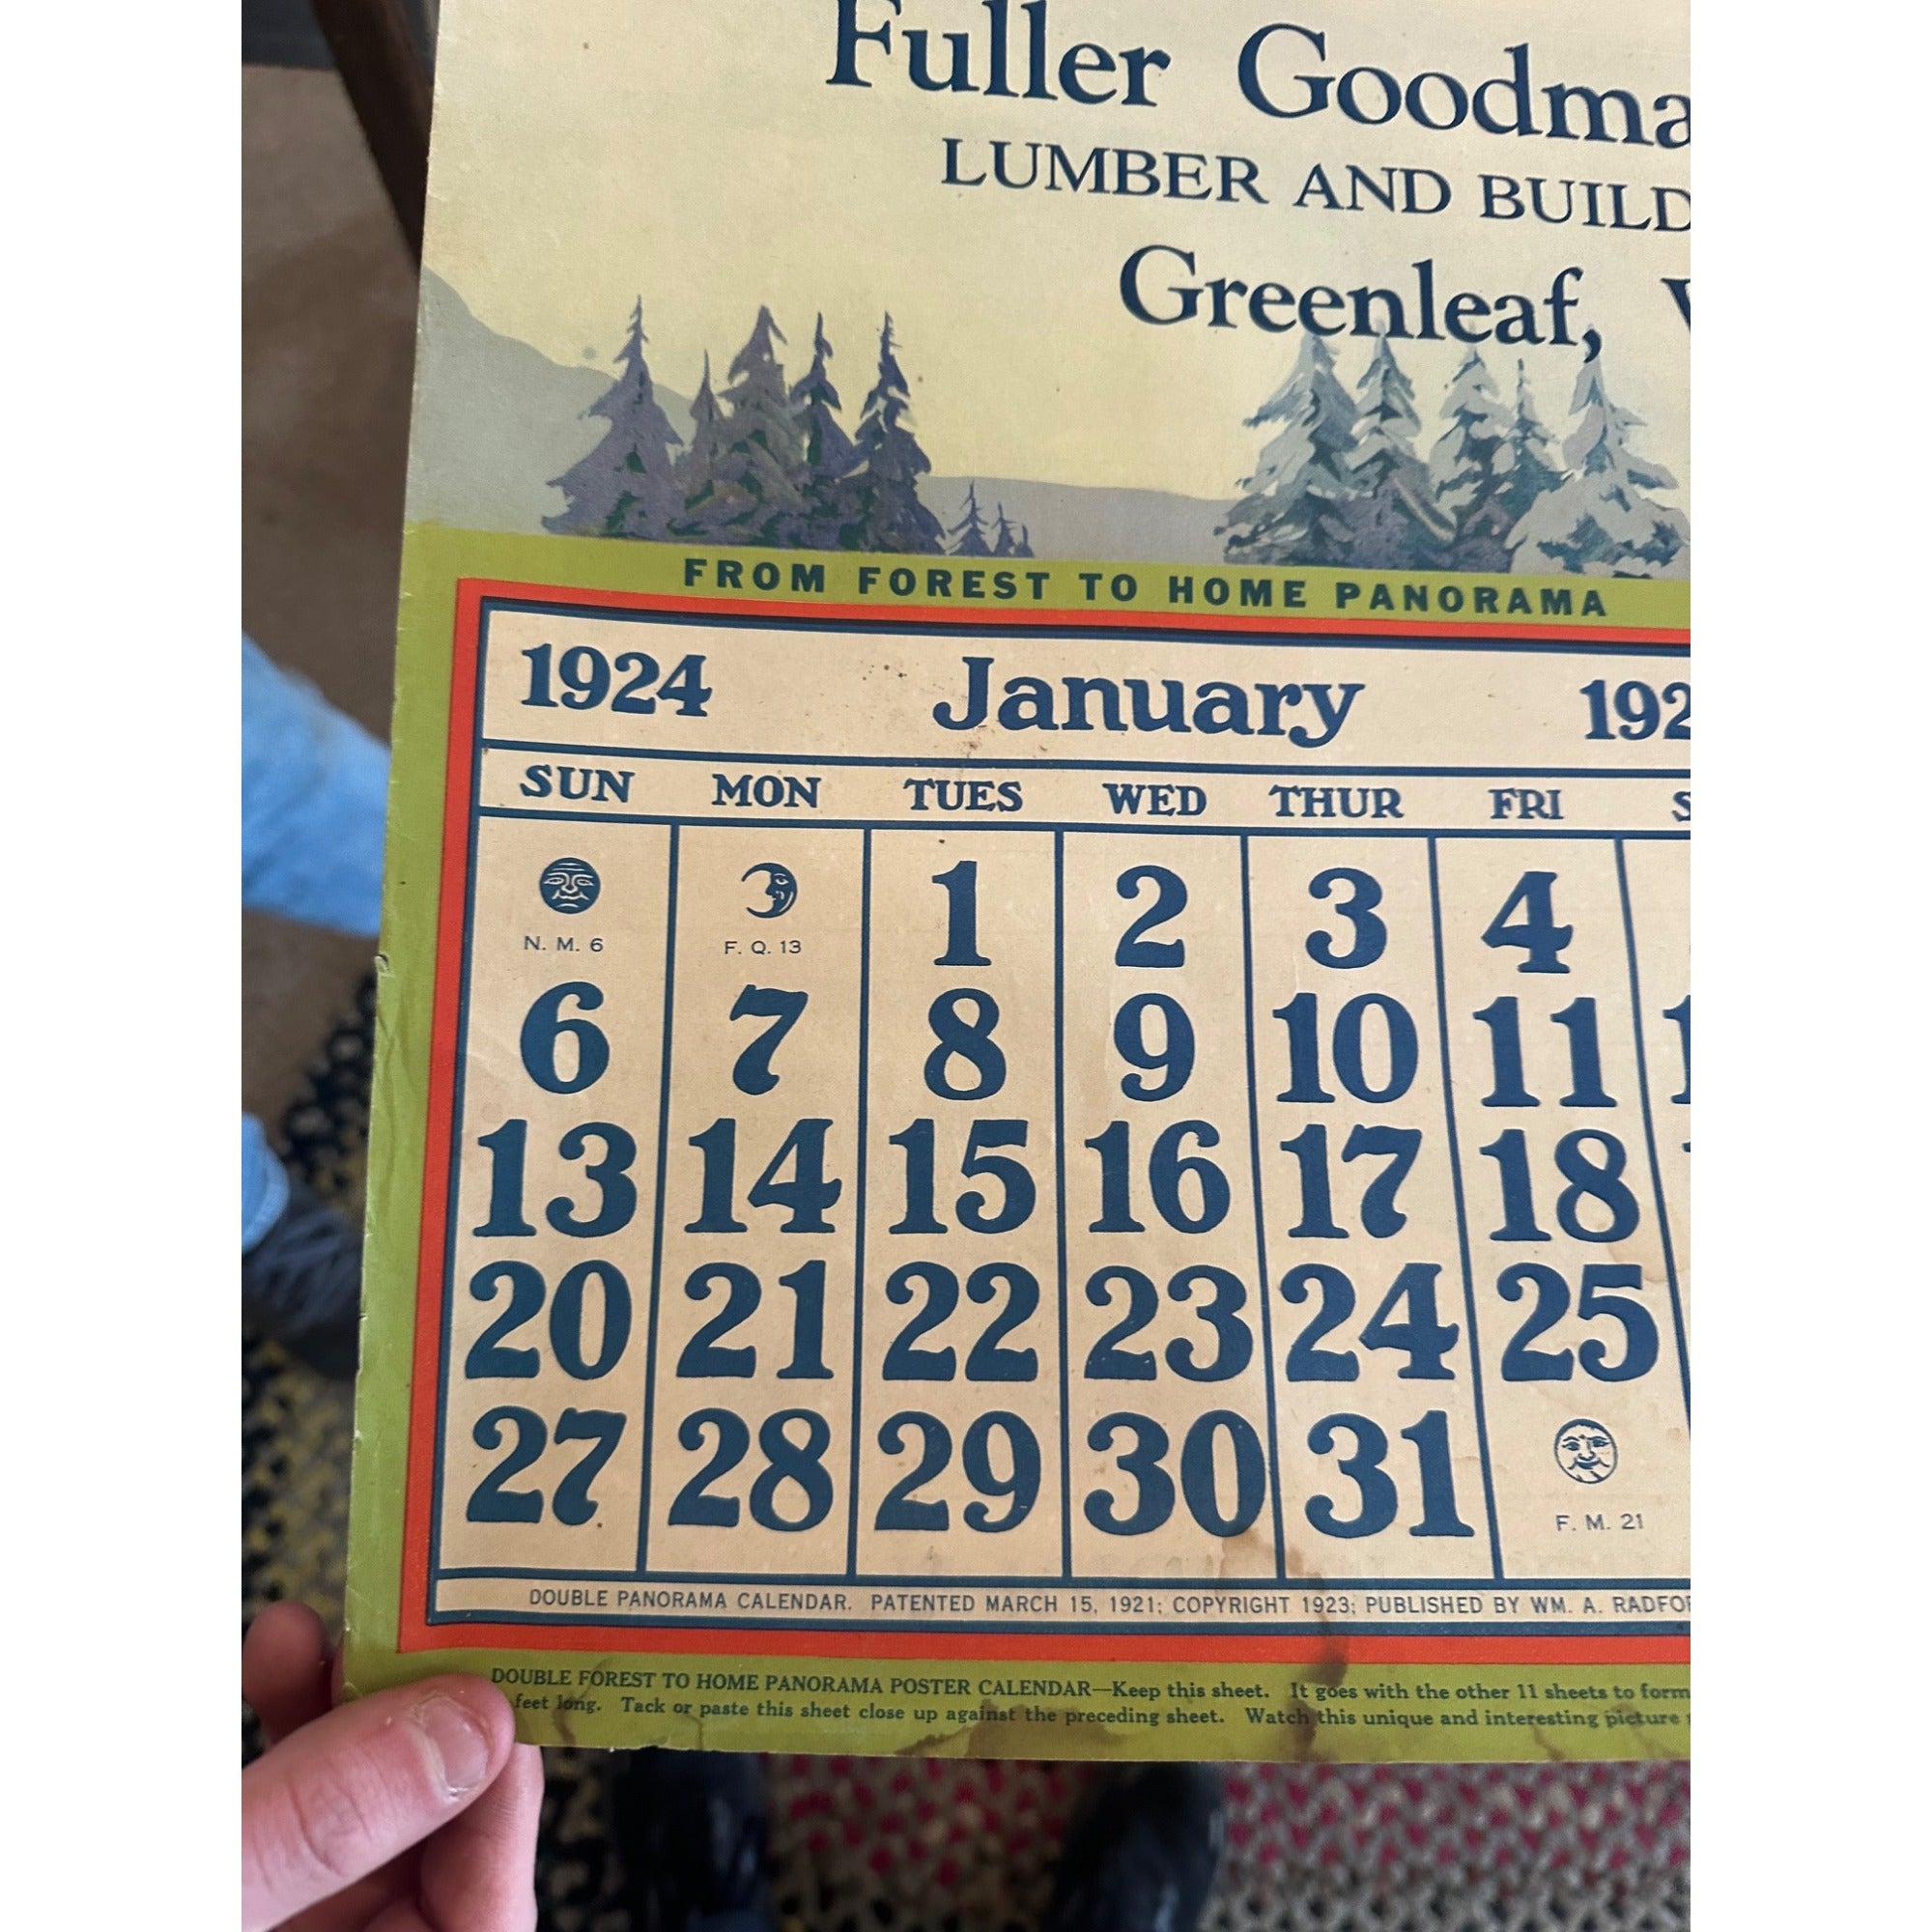 Fuller Goodma
LUMBER AND BUILD
Greenleaf,
FROM FOREST TO HOME PANORAMA
1924 January 192
SUN MON TUES WED THUR FRI S
N. M. 6 F. Q. 13 1 2 3 4
6 7 8 9 10 11 1
13 14 15 16 17 18
20 21 22 23 24 25
27 28 29 30 31 F. M. 21
DOUBLE PANORAMA CALENDAR. PATENTED MARCH 15, 1921; COPYRIGHT 1923; PUBLISHED BY WM. A. RADFO
DOUBLE FOREST TO HOME PANORAMA POSTER CALENDAR—Keep this sheet. It goes with the other 11 sheets to form
feet long. Tack or paste this sheet close up against the preceding sheet. Watch this unique and interesting picture